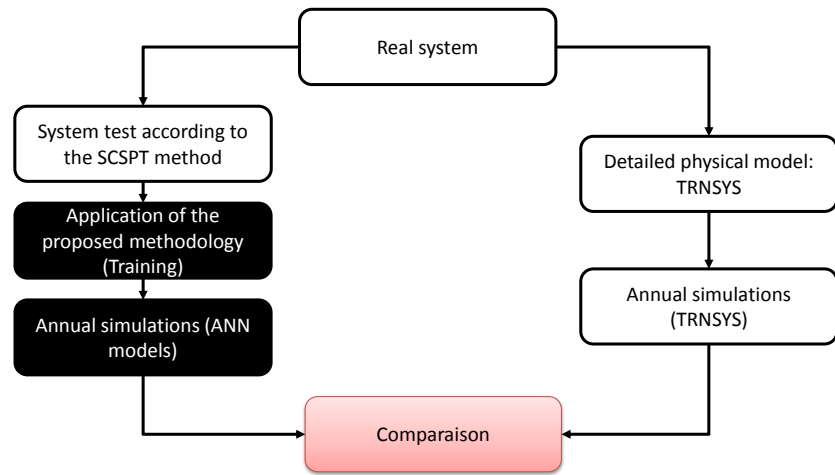 Real system
System test according to
the SCSPT method
Application of the
proposed methodology
(Training)
Annual simulations (ANN
models)
Detailed physical model:
TRNSYS
Annual simulations
(TRNSYS)
Comparaison